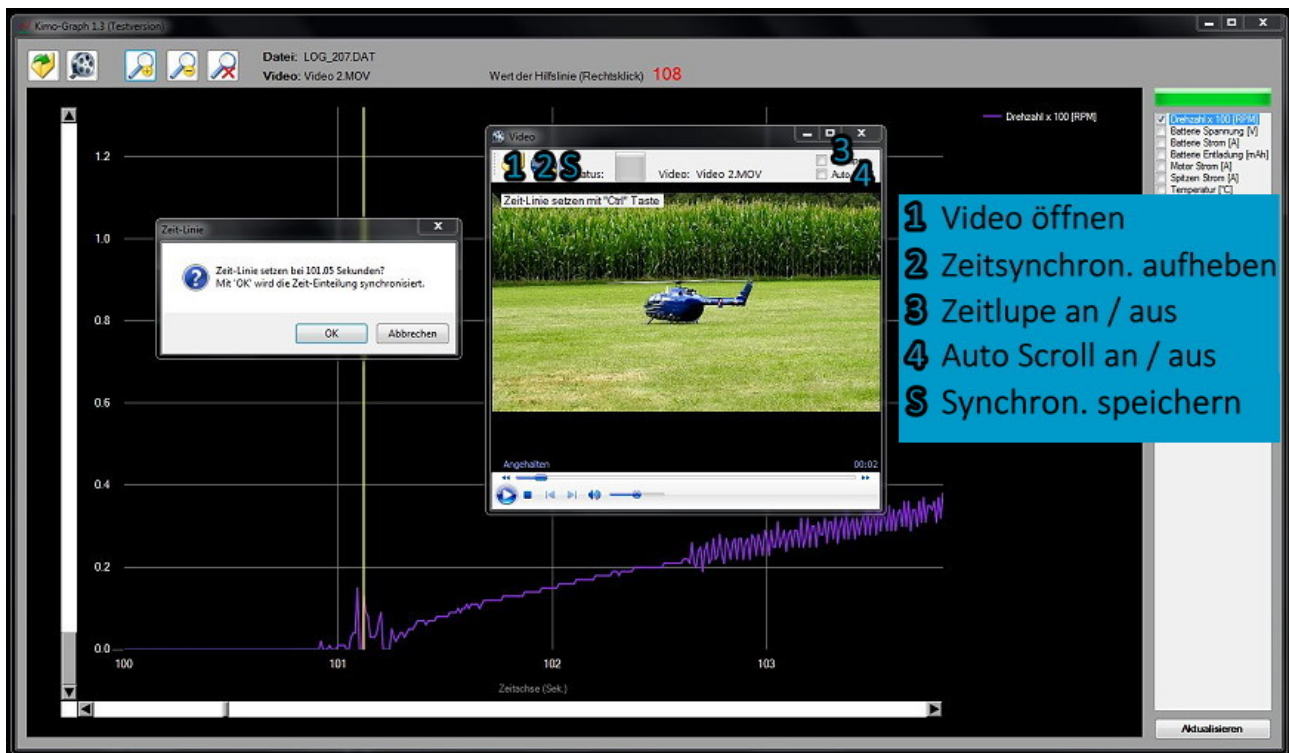 Kimo-Graph 1.3 (Testversion)
Datei: LOG_207.DAT
Video: Video 2.MOV
Wert der Hilfslinie (Rechtsklick) 108
Drehzahl x 100 [RPM]
Drehzahl x 100 [RPM]
Batterie Spannung [V]
Batterie Strom [A]
Batterie Entladung [mAh]
Motor Strom [A]
Spitzen Strom [A]
Temperatur [°C]
1.2
1.0
0.8
0.6
0.4
0.2
0.0
100
101
102
103
Zeitachse (Sek.)
Zeit-Linie
Zeit-Linie setzen bei 101.05 Sekunden?
Mit 'OK' wird die Zeit-Einteilung synchronisiert.
OK
Abbrechen
Video
1 2 S
Video: Video 2.MOV
3
Auto 4
Zeit-Linie setzen mit "Ctrl" Taste
Angehalten
00:02
1 Video öffnen
2 Zeitsynchron. aufheben
3 Zeitlupe an / aus
4 Auto Scroll an / aus
S Synchron. speichern
Aktualisieren